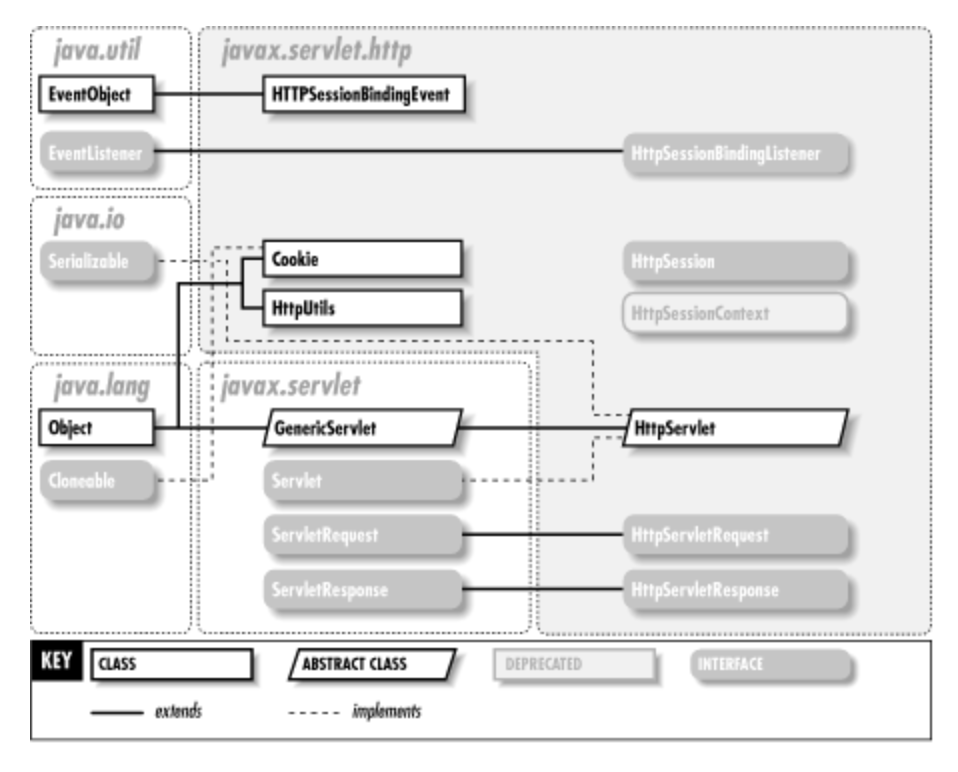 java.util
javax.servlet.http
EventObject
HTTPSessionBindingEvent
EventListener
HttpSessionBindingListener
java.io
Serializable
Cookie
HttpSession
HttpUtils
HttpSessionContext
java.lang
javax.servlet
Object
GenericServlet
HttpServlet
Cloneable
Servlet
ServletRequest
HttpServletRequest
ServletResponse
HttpServletResponse
KEY
CLASS
ABSTRACT CLASS
DEPRECATED
INTERFACE
extends
implements